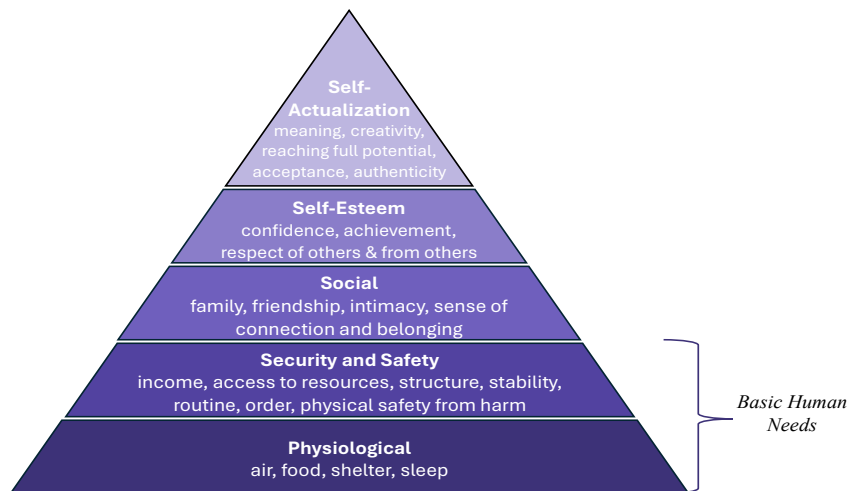 Self-
Actualization
meaning, creativity,
reaching full potential,
acceptance, authenticity
Self-Esteem
confidence, achievement,
respect of others & from others
Social
family, friendship, intimacy, sense of
connection and belonging
Security and Safety
income, access to resources, structure, stability,
routine, order, physical safety from harm
Basic Human
Needs
Physiological
air, food, shelter, sleep